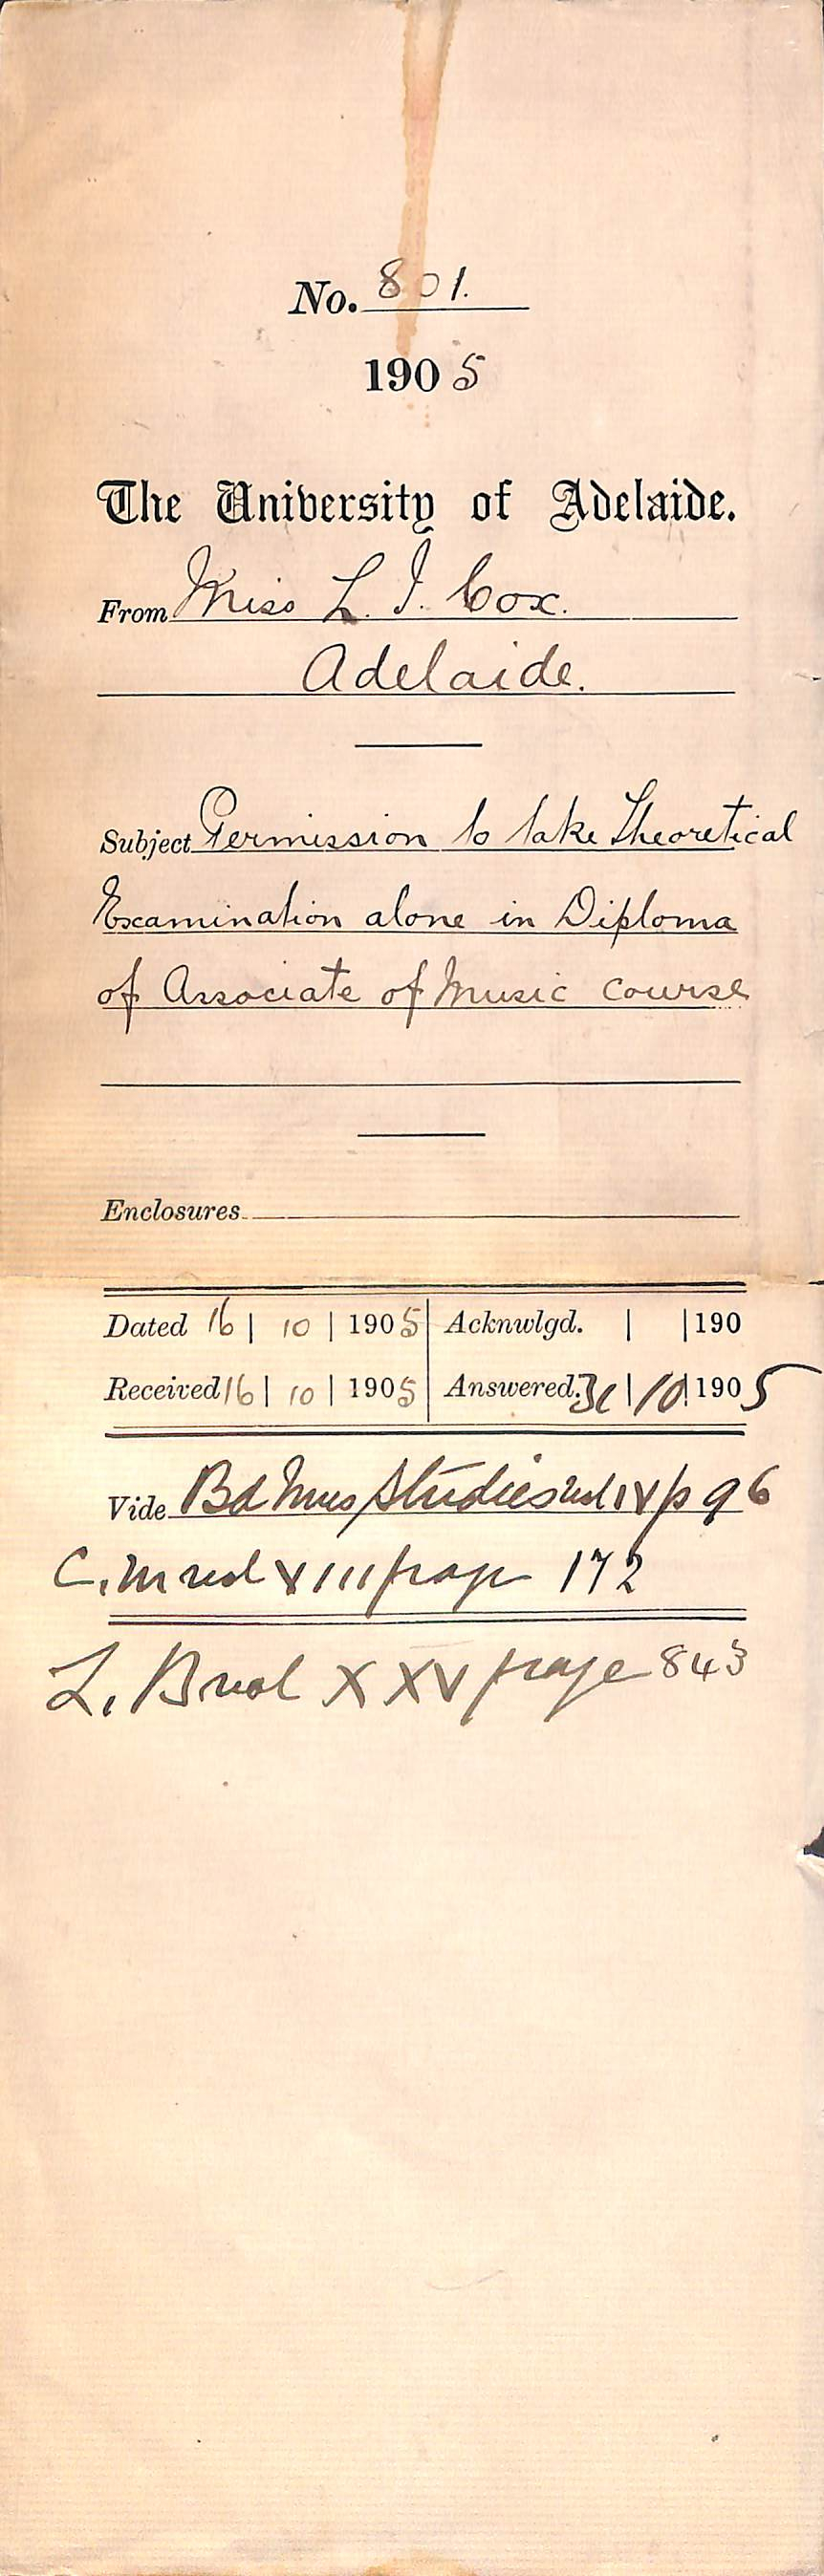 No. 801.
1905
The University of Adelaide.
From Miss L. I. Cox.
Adelaide.
Subject Permission to take Theoretical
Examination alone in Diploma
of Associate of Music course
Enclosures
Dated 16 | 10 | 1905 | Acknwlgd. | | 190
Received 16 | 10 | 1905 | Answered. 31 | 10 | 1905
Vide Bd Mus Studies vol IV p 96
C. M vol XIII page 172
L. B vol XXV page 843